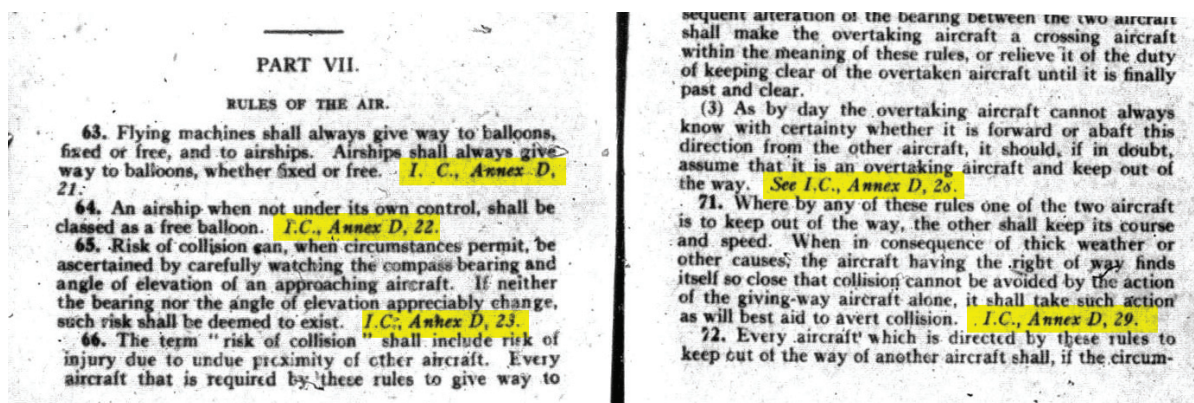 PART VII.
RULES OF THE AIR.
63. Flying machines shall always give way to balloons,
fixed or free, and to airships. Airships shall always give
way to balloons, whether fixed or free. I. C., Annex D,
21.
64. An airship when not under its own control, shall be
classed as a free balloon. I.C., Annex D, 22.
65. Risk of collision can, when circumstances permit, be
ascertained by carefully watching the compass bearing and
angle of elevation of an approaching aircraft. If neither
the bearing nor the angle of elevation appreciably change,
such risk shall be deemed to exist. I.C., Annex D, 23.
66. The term "risk of collision" shall include risk of
injury due to undue proximity of other aircraft. Every
aircraft that is required by these rules to give way to
sequent alteration of the bearing between the two aircraft
shall make the overtaking aircraft a crossing aircraft
within the meaning of these rules, or relieve it of the duty
of keeping clear of the overtaken aircraft until it is finally
past and clear.
(3) As by day the overtaking aircraft cannot always
know with certainty whether it is forward or abaft this
direction from the other aircraft, it should, if in doubt,
assume that it is an overtaking aircraft and keep out of
the way. See I.C., Annex D, 28.
71. Where by any of these rules one of the two aircraft
is to keep out of the way, the other shall keep its course
and speed. When in consequence of thick weather or
other causes, the aircraft having the right of way finds
itself so close that collision cannot be avoided by the action
of the giving-way aircraft alone, it shall take such action
as will best aid to avert collision. I.C., Annex D, 29.
72. Every aircraft which is directed by these rules to
keep out of the way of another aircraft shall, if the circum-